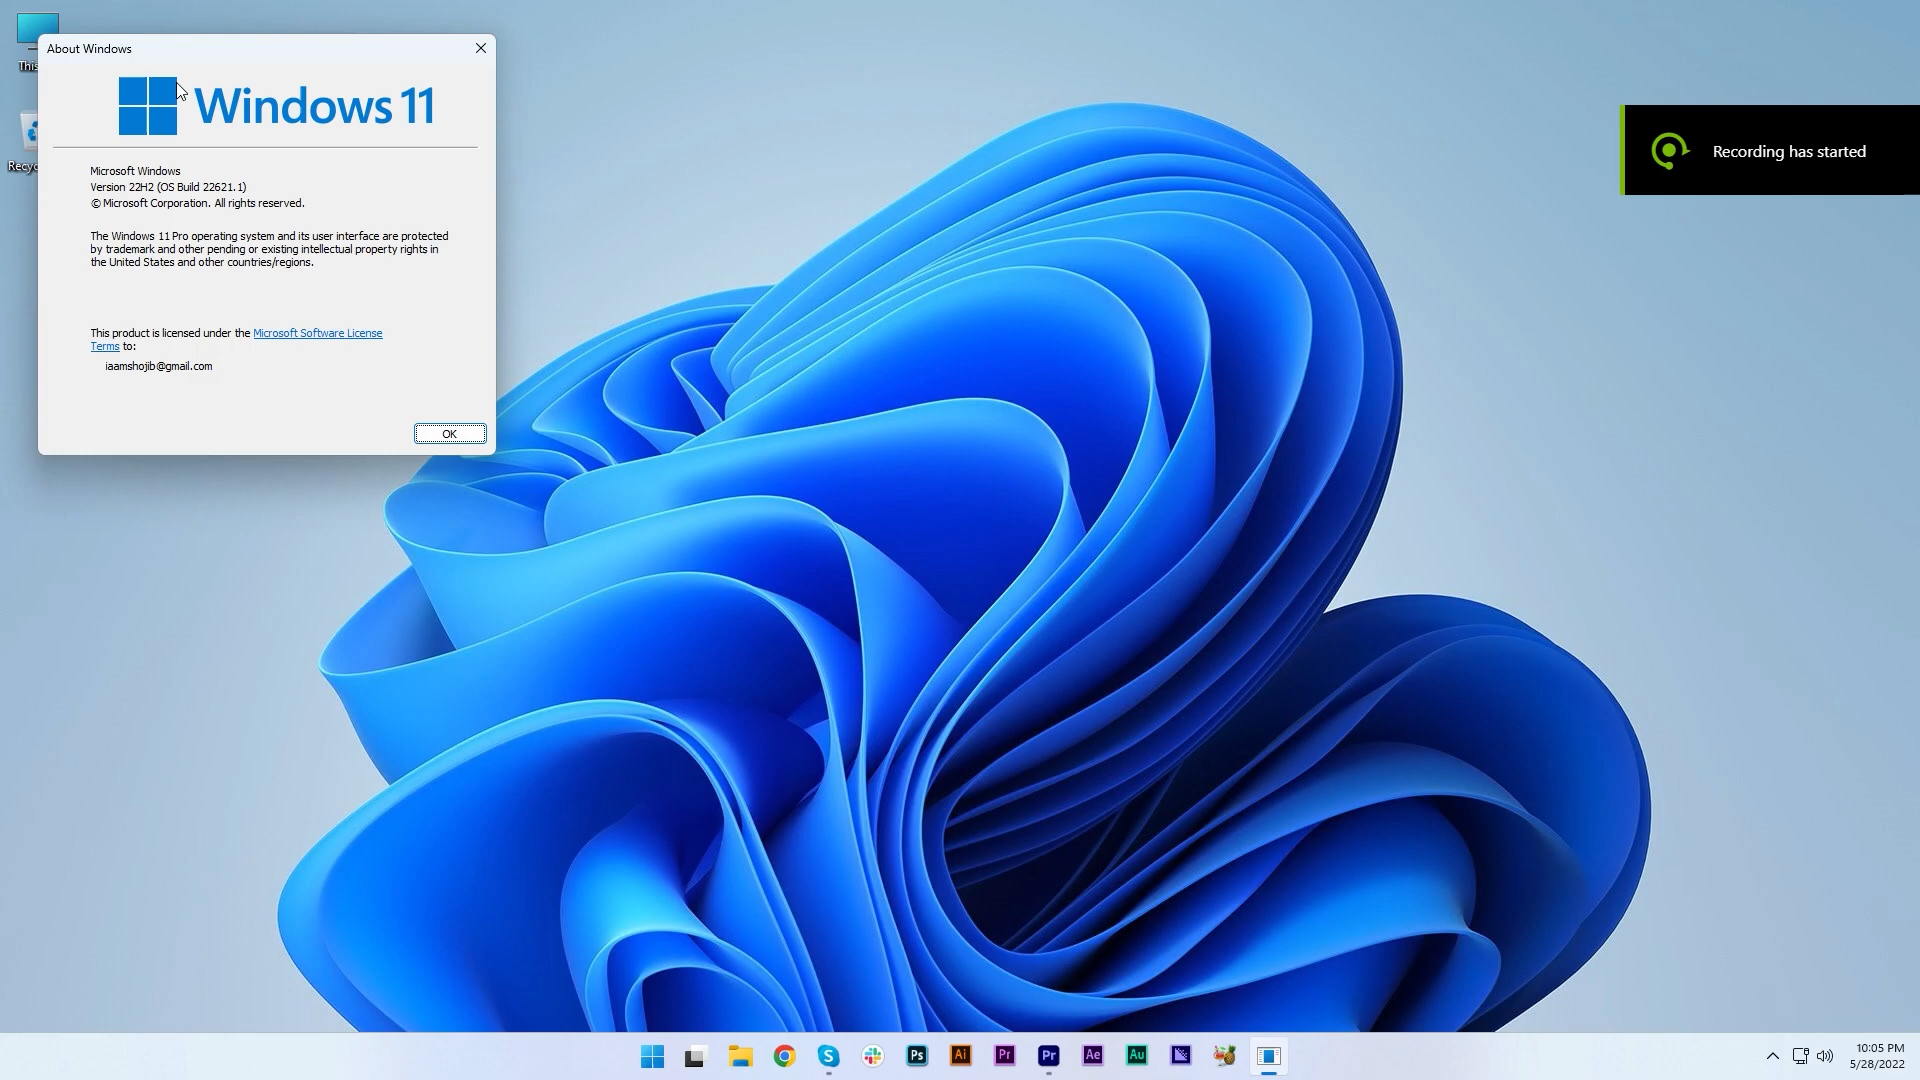 This
Recyc
About Windows
Windows 11
Microsoft Windows
Version 22H2 (OS Build 22621.1)
© Microsoft Corporation. All rights reserved.
The Windows 11 Pro operating system and its user interface are protected
by trademark and other pending or existing intellectual property rights in
the United States and other countries/regions.
This product is licensed under the Microsoft Software License
Terms to:
iaamshojib@gmail.com
OK
Recording has started
S
Ps
Ai
Pr
Pr
Ae
Au
10:05 PM
5/28/2022